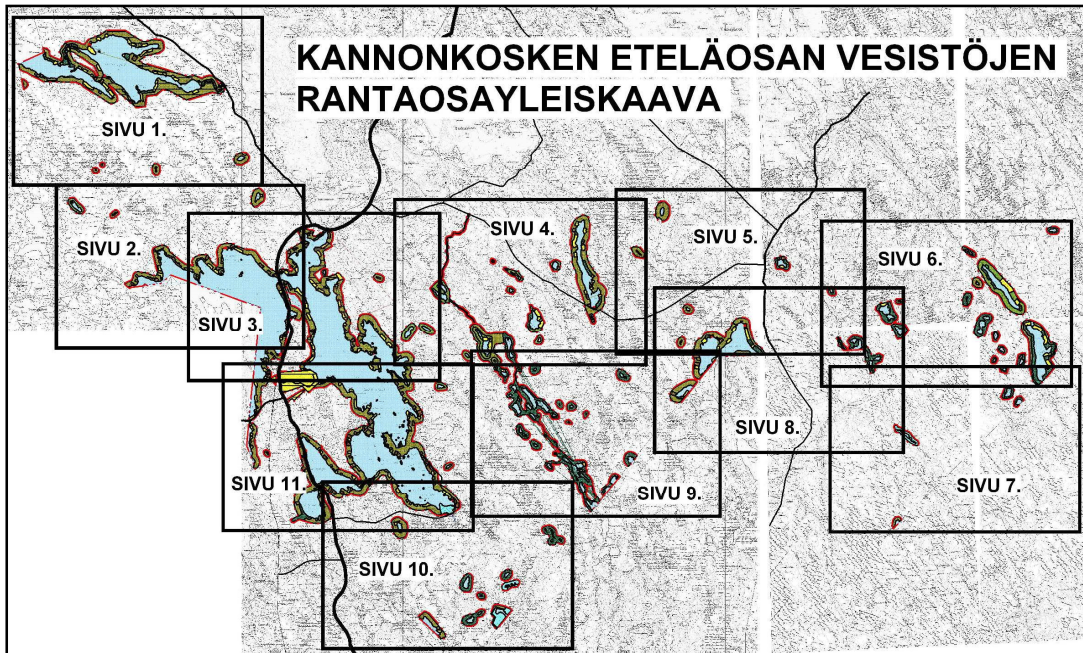 KANNONKOSKEN ETELÄOSAN VESISTÖJEN
RANTAOSAYLEISKAAVA
SIVU 1.
SIVU 2.
SIVU 3.
SIVU 4.
SIVU 5.
SIVU 6.
SIVU 7.
SIVU 8.
SIVU 9.
SIVU 10.
SIVU 11.